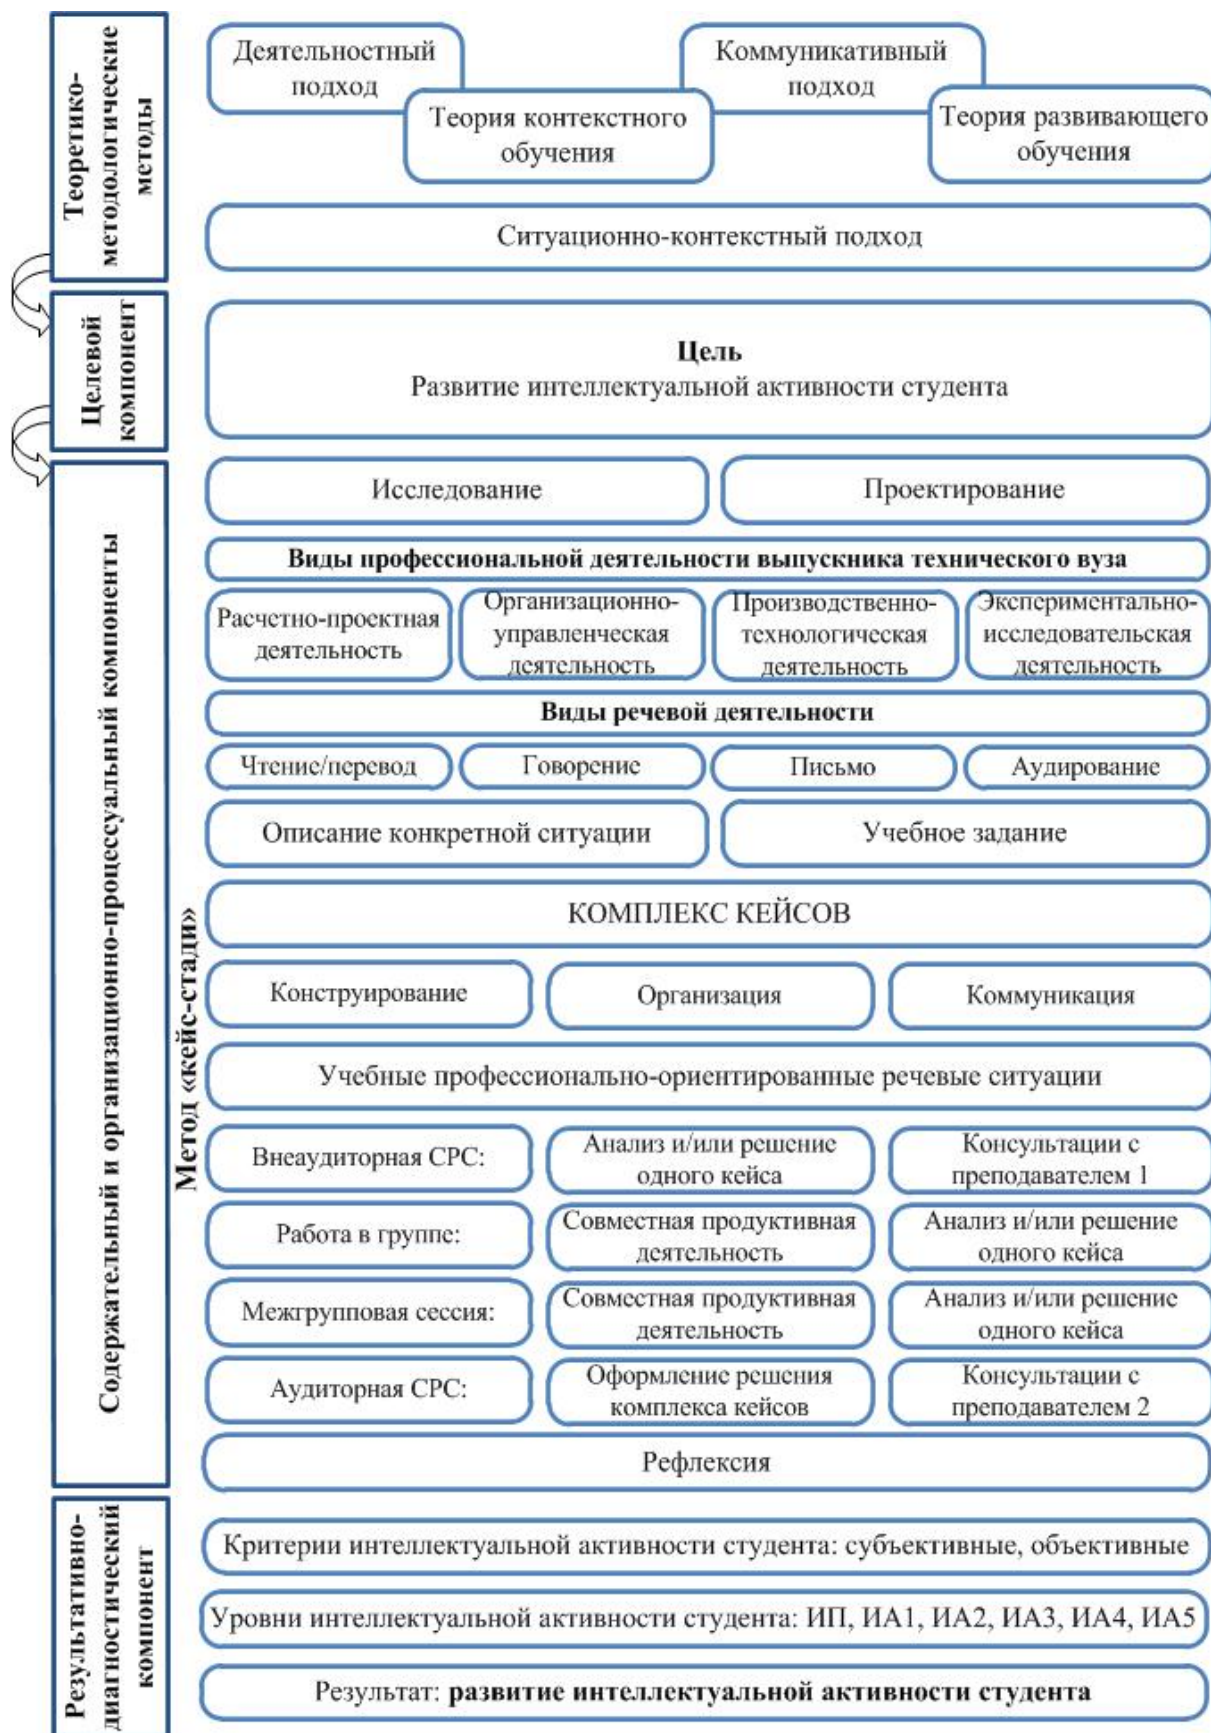 Теоретико-
методологические
методы
Деятельностный
подход
Коммуникативный
подход
Теория контекстного
обучения
Теория развивающего
обучения
Ситуационно-контекстный подход
Целевой
компонент
Цель
Развитие интеллектуальной активности студента
Содержательный и организационно-процессуальный компоненты
Исследование
Проектирование
Виды профессиональной деятельности выпускника технического вуза
Расчетно-проектная
деятельность
Организационно-
управленческая
деятельность
Производственно-
технологическая
деятельность
Экспериментально-
исследовательская
деятельность
Виды речевой деятельности
Чтение/перевод
Говорение
Письмо
Аудирование
Описание конкретной ситуации
Учебное задание
Метод «кейс-стади»
КОМПЛЕКС КЕЙСОВ
Конструирование
Организация
Коммуникация
Учебные профессионально-ориентированные речевые ситуации
Внеаудиторная СРС:
Анализ и/или решение
одного кейса
Консультации с
преподавателем 1
Работа в группе:
Совместная продуктивная
деятельность
Анализ и/или решение
одного кейса
Межгрупповая сессия:
Совместная продуктивная
деятельность
Анализ и/или решение
одного кейса
Аудиторная СРС:
Оформление решения
комплекса кейсов
Консультации с
преподавателем 2
Рефлексия
Результативно-
диагностический
компонент
Критерии интеллектуальной активности студента: субъективные, объективные
Уровни интеллектуальной активности студента: ИП, ИА1, ИА2, ИА3, ИА4, ИА5
Результат: развитие интеллектуальной активности студента